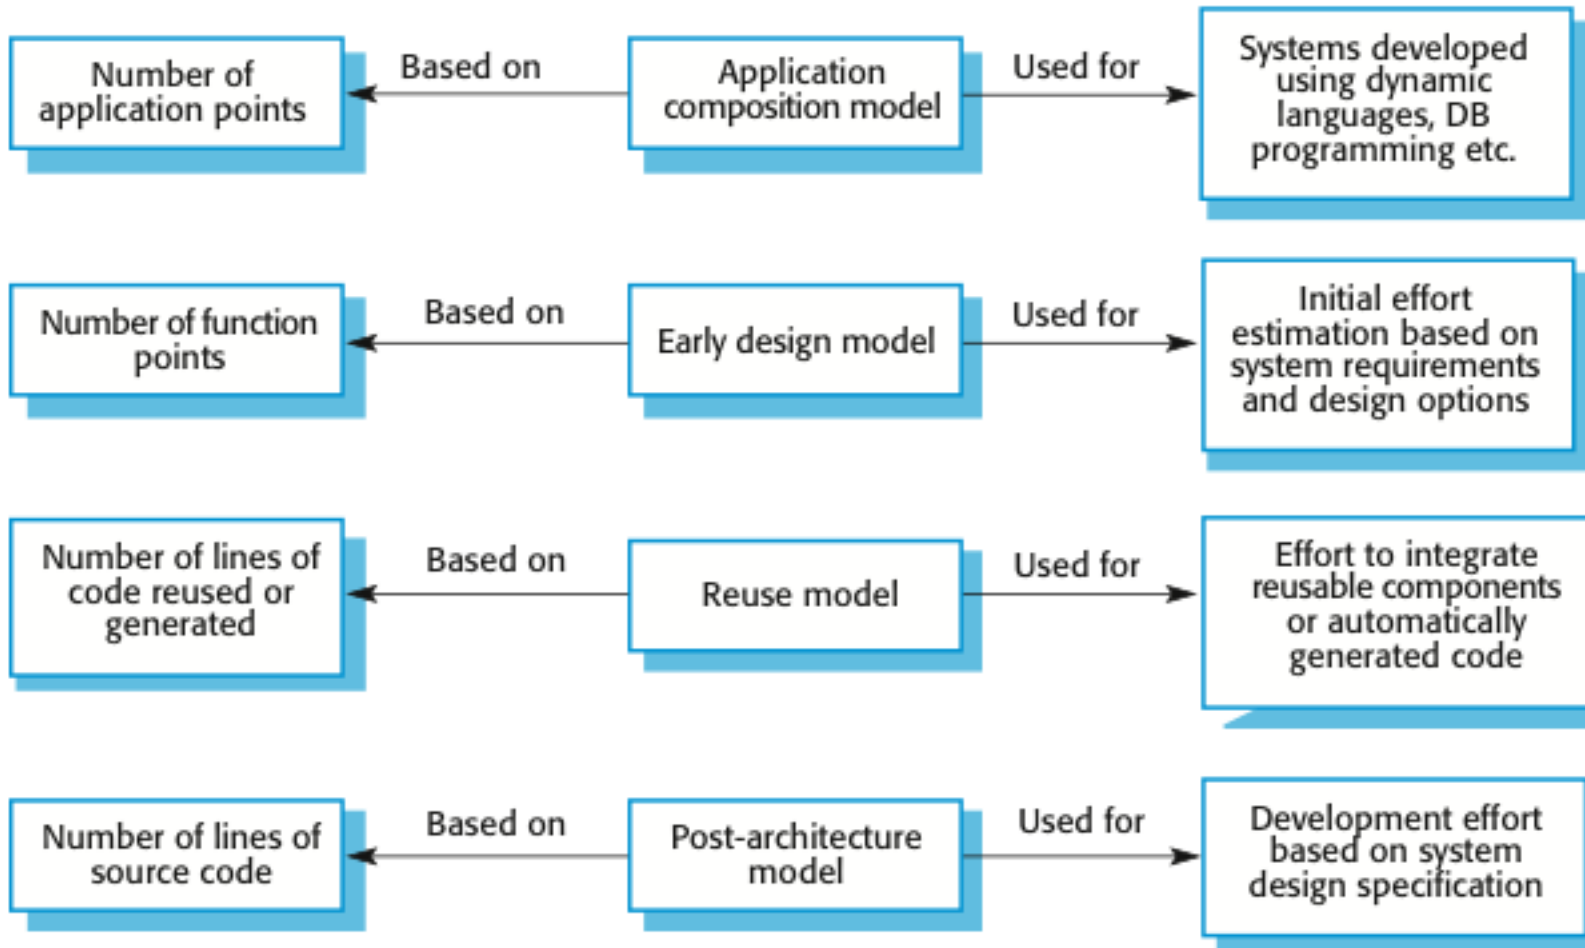 Number of
application points
Based on
Application
composition model
Used for
Systems developed
using dynamic
languages, DB
programming etc.
Number of function
points
Based on
Early design model
Used for
Initial effort
estimation based on
system requirements
and design options
Number of lines of
code reused or
generated
Based on
Reuse model
Used for
Effort to integrate
reusable components
or automatically
generated code
Number of lines of
source code
Based on
Post-architecture
model
Used for
Development effort
based on system
design specification